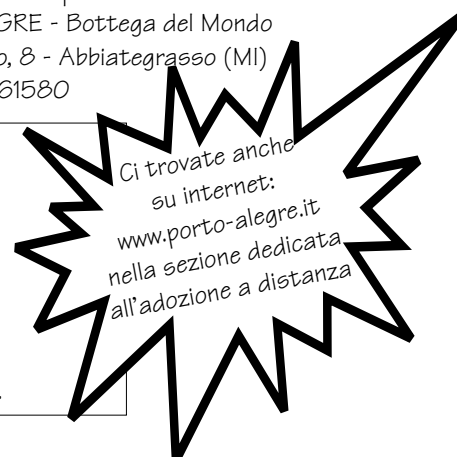 GRE - Bottega del Mondo
, 8 - Abbiategrasso (MI)
61580
Ci trovate anche
su internet:
www.porto-alegre.it
nella sezione dedicata
all'adozione a distanza